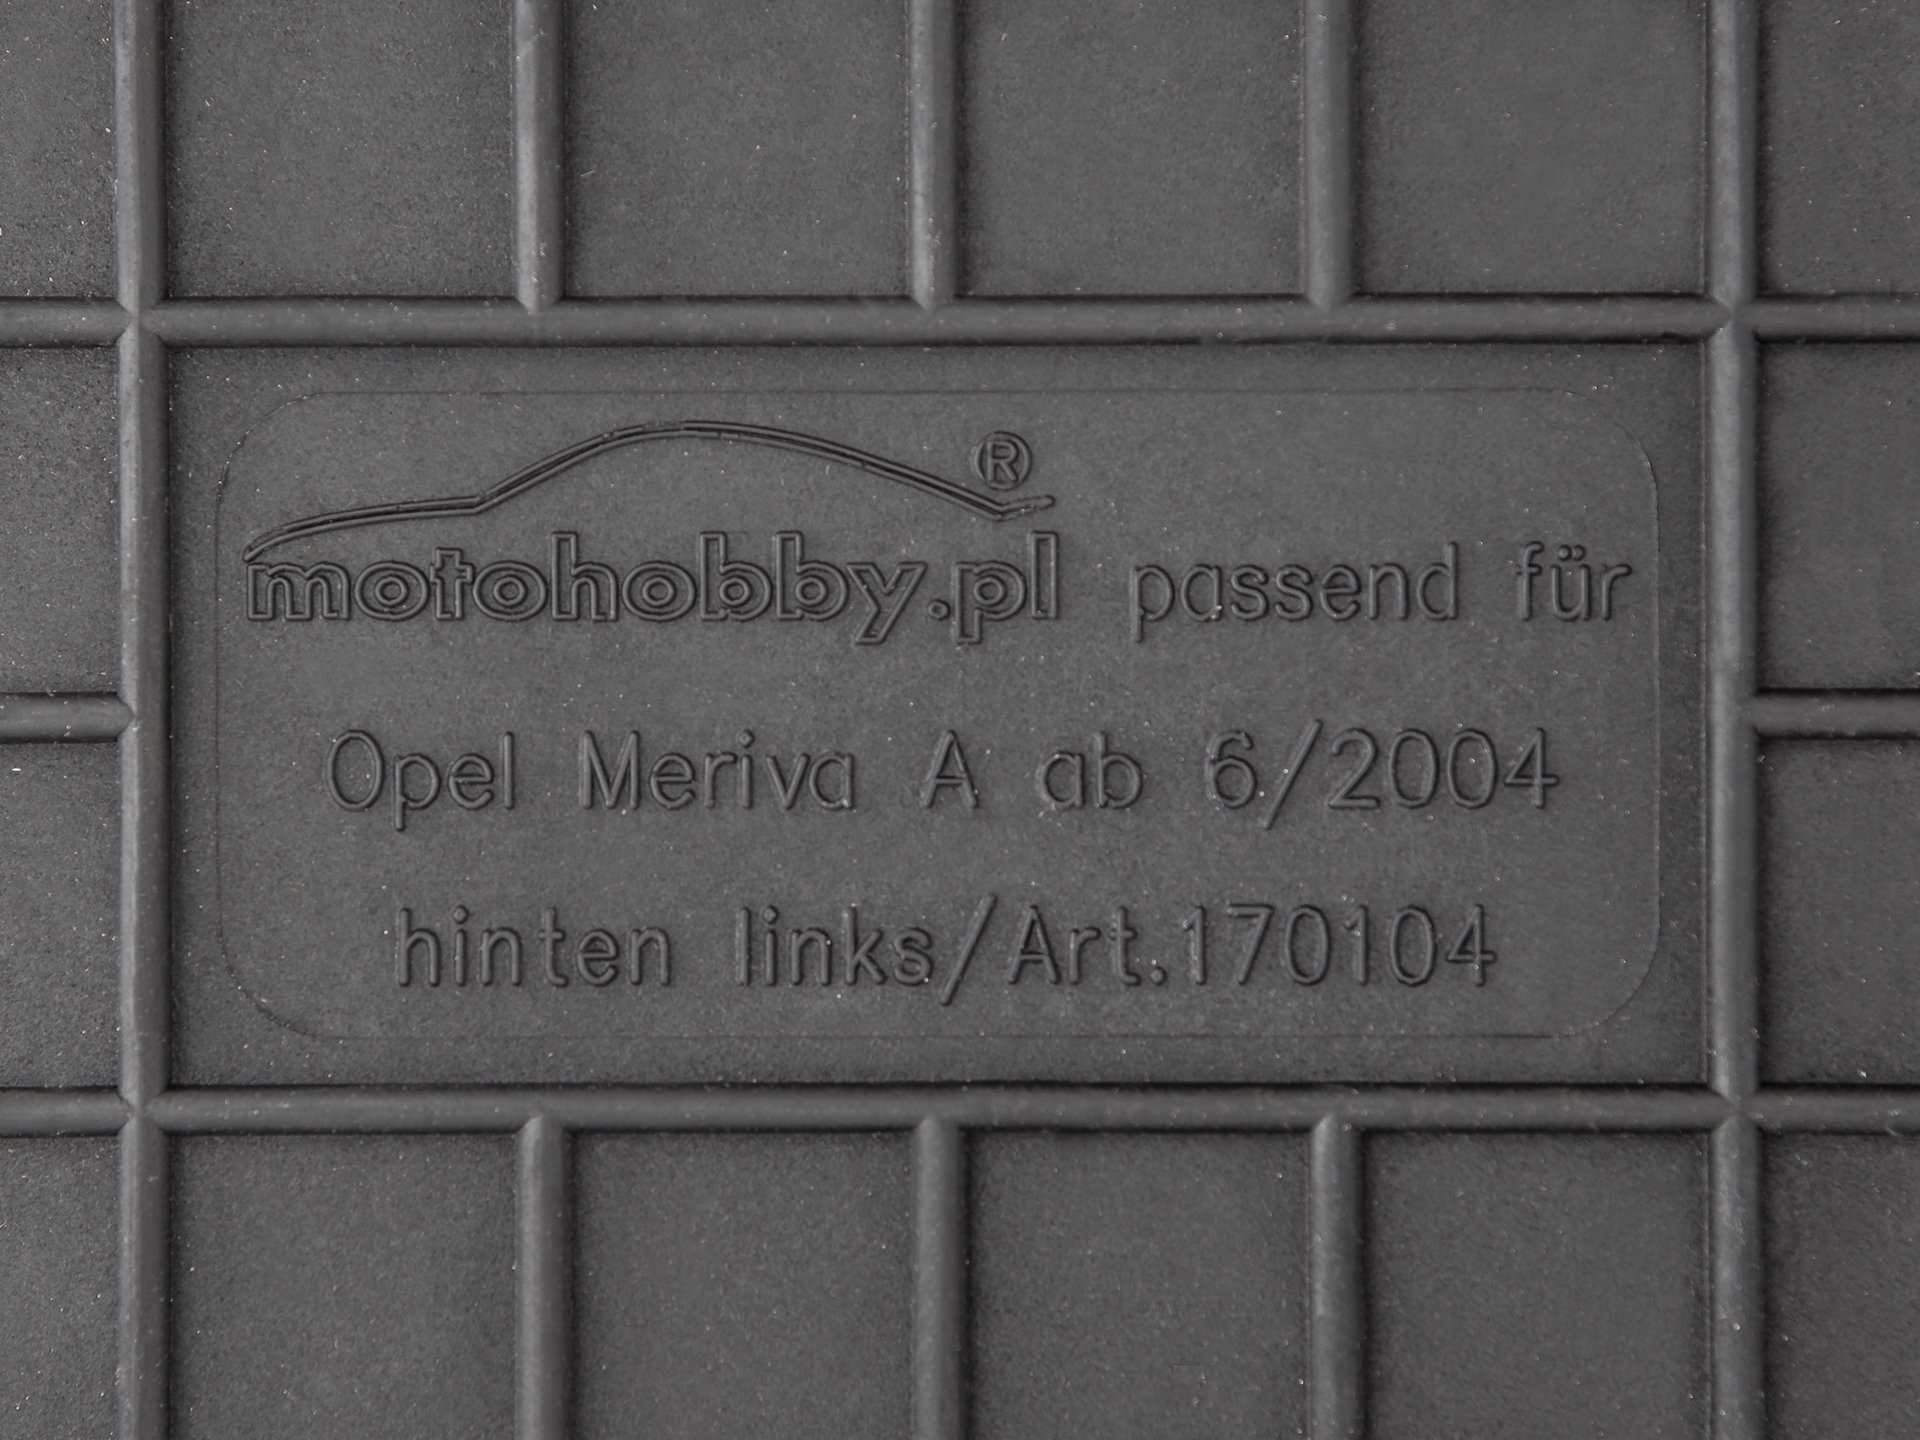 motohobby.pl® passend für
Opel Meriva A ab 6/2004
hinten links/Art.170104